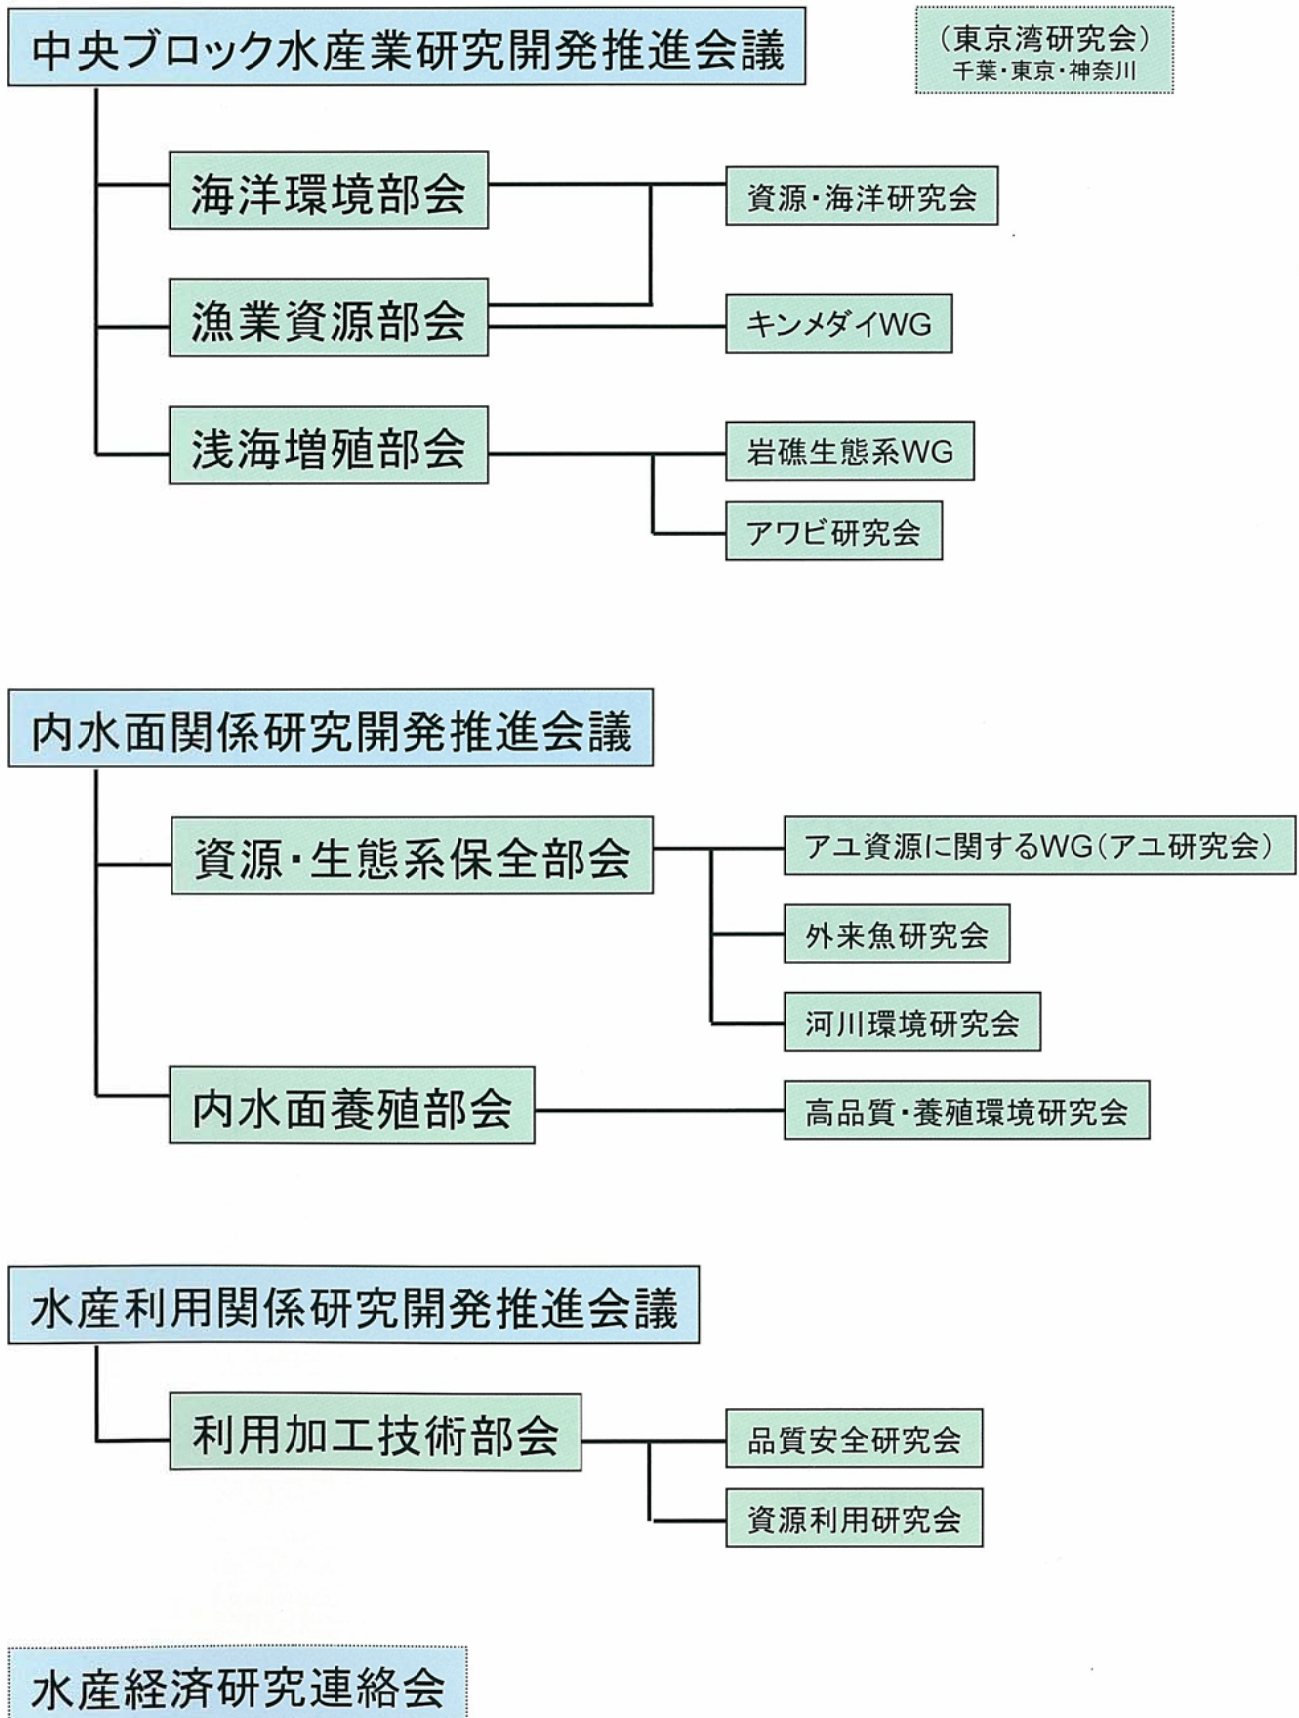 中央ブロック水産業研究開発推進会議
（東京湾研究会）
千葉・東京・神奈川
海洋環境部会
資源・海洋研究会
漁業資源部会
キンメダイWG
浅海増殖部会
岩礁生態系WG
アワビ研究会
内水面関係研究開発推進会議
資源・生態系保全部会
アユ資源に関するWG（アユ研究会）
外来魚研究会
河川環境研究会
内水面養殖部会
高品質・養殖環境研究会
水産利用関係研究開発推進会議
利用加工技術部会
品質安全研究会
資源利用研究会
水産経済研究連絡会